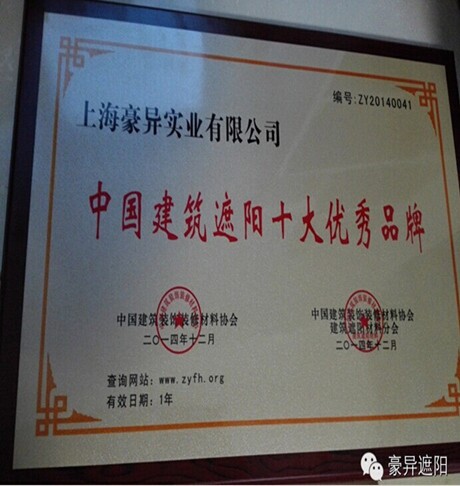 编号:ZY20140041
上海豪异实业有限公司
中国建筑遮阳十大优秀品牌
中国建筑装饰装修材料协会
二〇一四年十二月
中国建筑装饰装修材料协会
建筑遮阳材料分会
二〇一四年十二月
查询网站: www.zyfh.org
有效日期: 1年
豪异遮阳